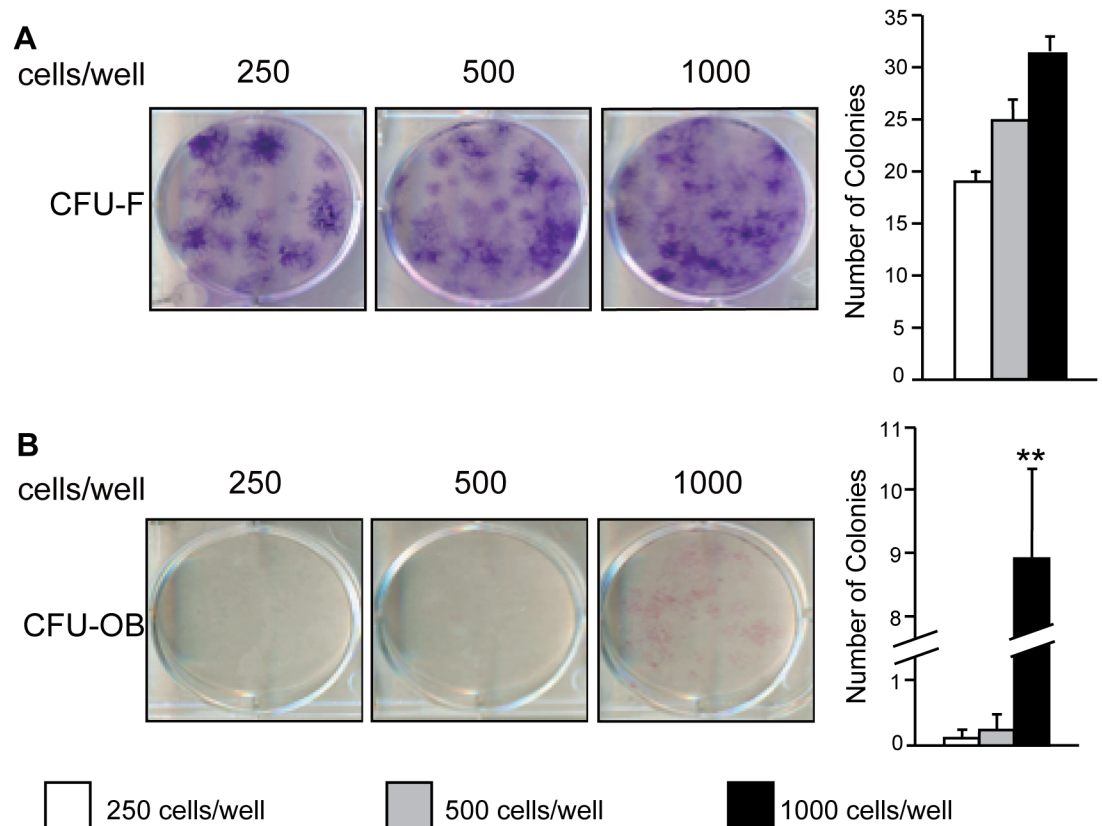 A
cells/well 250 500 1000
CFU-F
Number of Colonies
35
30
25
20
15
10
5
0
B
cells/well 250 500 1000
CFU-OB
Number of Colonies
11
10
9
8
1
0
**
250 cells/well 500 cells/well 1000 cells/well